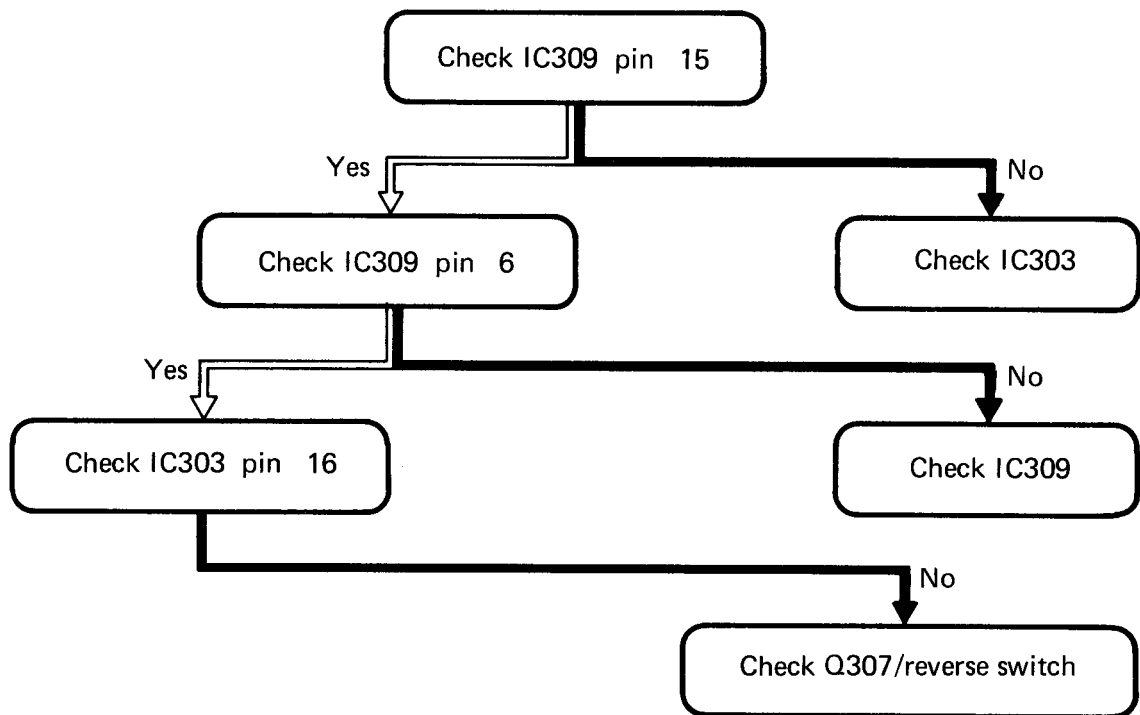 Check IC309 pin 15
Yes
No
Check IC309 pin 6
Check IC303
Yes
No
Check IC303 pin 16
Check IC309
No
Check Q307/reverse switch